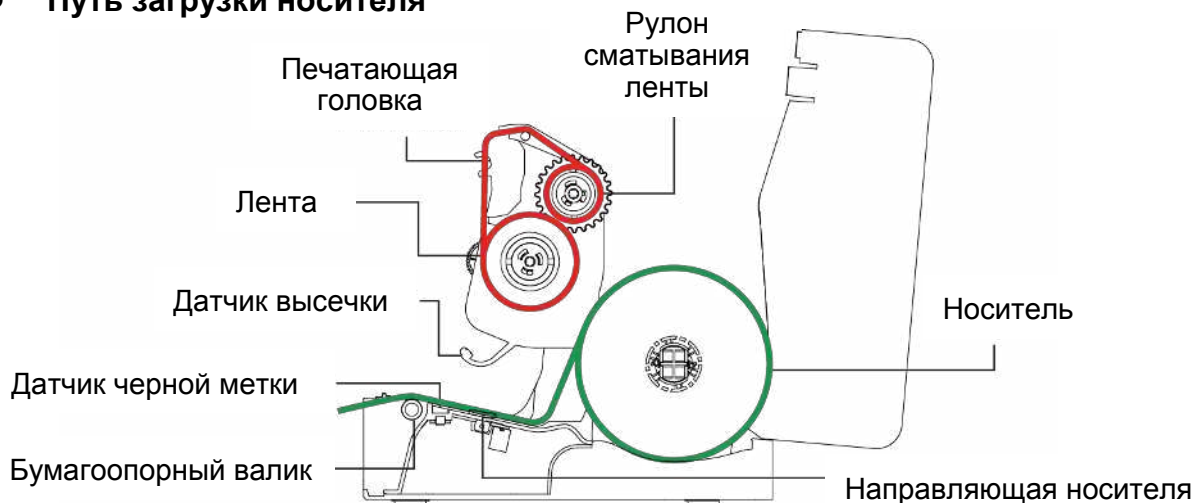 Путь загрузки носителя
Рулон
сматывания
ленты
Печатающая
головка
Лента
Датчик высечки
Носитель
Датчик черной метки
Бумагоопорный валик
Направляющая носителя